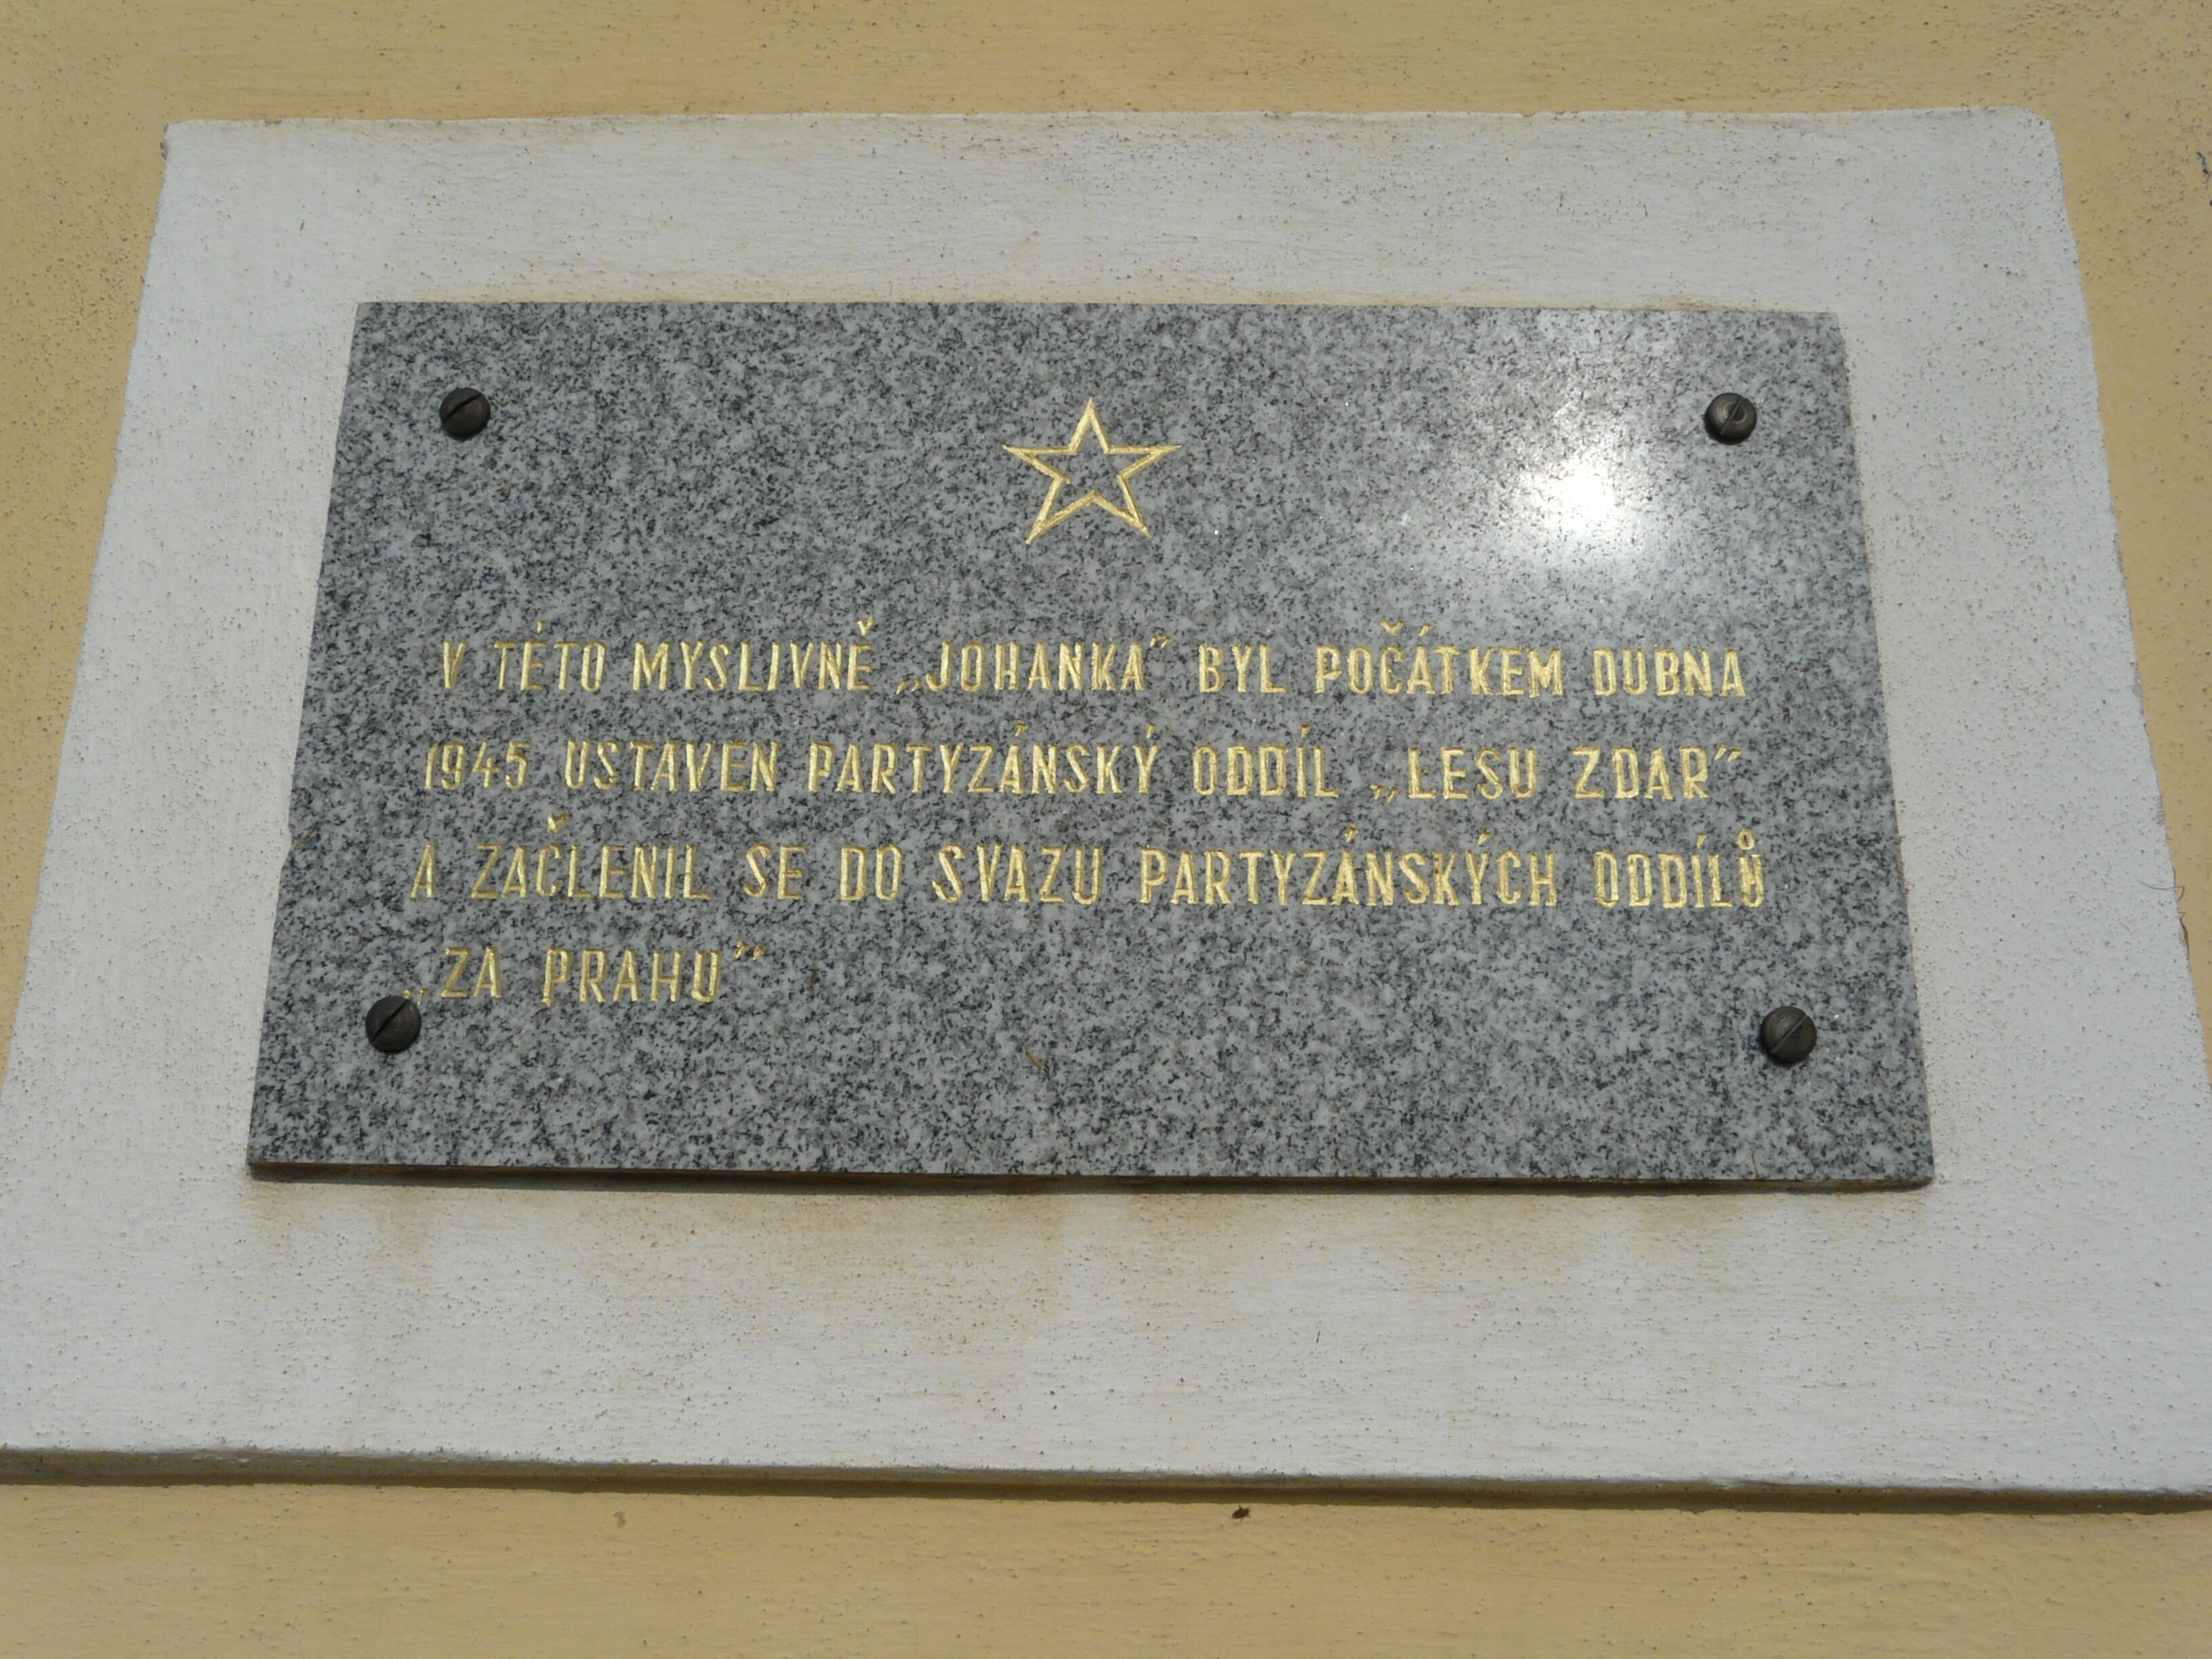 V TÉTO MYSLIVNĚ „JOHANKA" BYL POČÁTKEM DUBNA
1945 USTAVEN PARTYZÁNSKÝ ODDÍL „LESU ZDAR"
A ZAČLENIL SE DO SVAZU PARTYZÁNSKÝCH ODDÍLŮ
„ZA PRAHU"